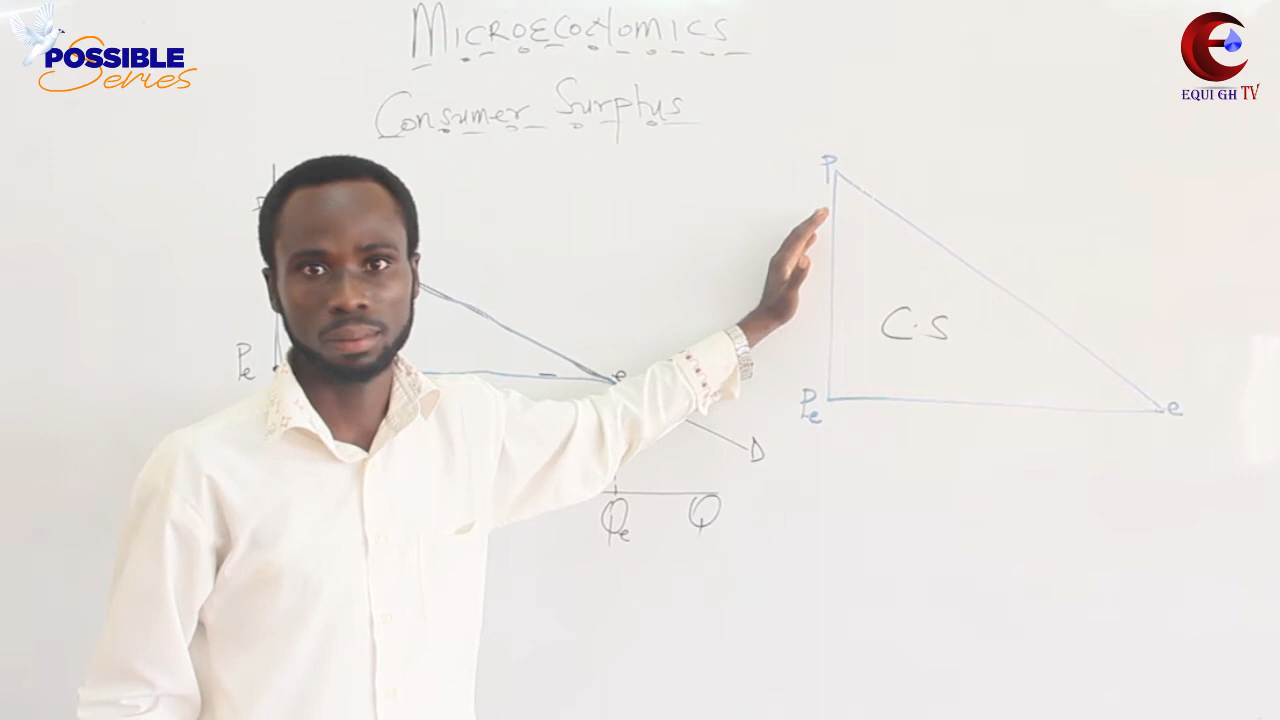 POSSIBLE
Series
EQUI GH TV
MICROECONOMICS
Consumer Surplus
P
Pe
e
D
Qe
Q
P
C.S
Pe
e